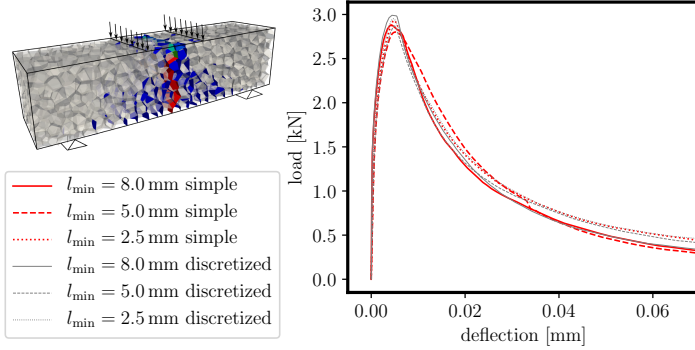 l_min = 8.0 mm simple
l_min = 5.0 mm simple
l_min = 2.5 mm simple
l_min = 8.0 mm discretized
l_min = 5.0 mm discretized
l_min = 2.5 mm discretized
load [kN]
3.0
2.5
2.0
1.5
1.0
0.5
0.0
0.00 0.02 0.04 0.06
deflection [mm]